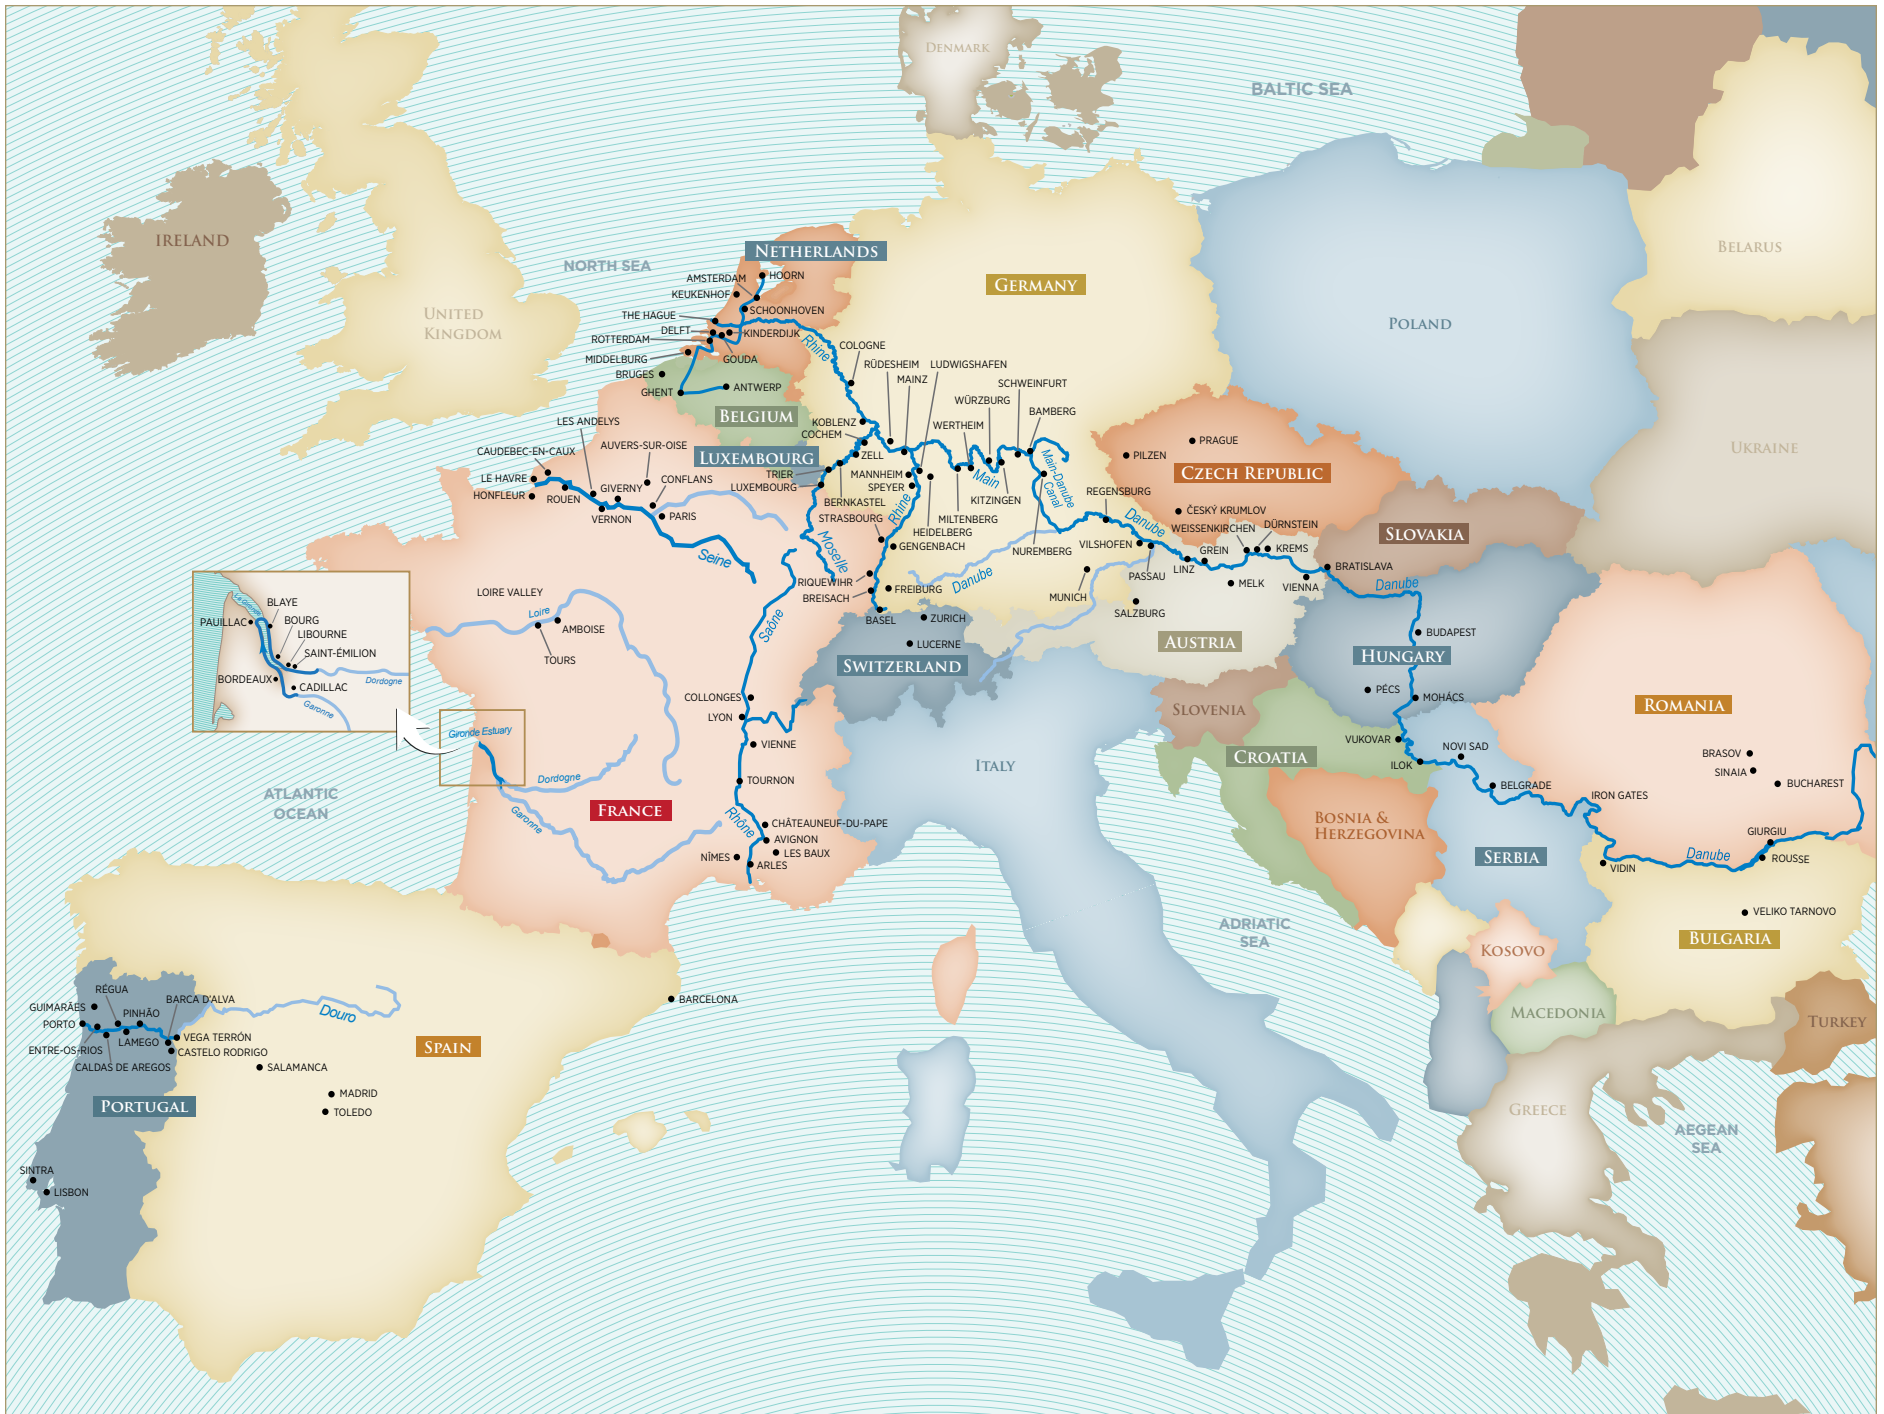 DENMARK
BALTIC SEA
IRELAND
NORTH SEA
NETHERLANDS
HOORN
AMSTERDAM
KEUKENHOF
GERMANY
BELARUS
UNITED
KINGDOM
THE HAGUE
SCHOONHOVEN
POLAND
DELFT
KINDERDIJK
ROTTERDAM
Rhine
COLOGNE
MIDDELBURG
GOUDA
RÜDESHEIM
LUDWIGSHAFEN
BRUGES
MAINZ
SCHWEINFURT
GHENT
ANTWERP
WÜRZBURG
BELGIUM
BAMBERG
LES ANDELYS
KOBLENZ
WERTHEIM
COCHEM
AUVERS-SUR-OISE
PRAGUE
UKRAINE
CAUDEBEC-EN-CAUX
LUXEMBOURG
ZELL
PILZEN
CZECH REPUBLIC
LE HAVRE
CONFLANS
TRIER
MANNHEIM
Main
Main-Danube
Canal
HONFLEUR
ROUEN
GIVERNY
LUXEMBOURG
SPEYER
KITZINGEN
REGENSBURG
VERNON
PARIS
BERNKASTEL
Rhine
MILTENBERG
ČESKÝ KRUMLOV
STRASBOURG
HEIDELBERG
Danube
WEISSENKIRCHEN
DÜRNSTEIN
SLOVAKIA
Seine
Moselle
GENGENBACH
NUREMBERG
VILSHOFEN
GREIN
KREMS
PASSAU
LINZ
BRATISLAVA
RIQUEWIHR
FREIBURG
Danube
MUNICH
MELK
VIENNA
Danube
LOIRE VALLEY
BREISACH
SALZBURG
La Gironde
BLAYE
Loire
PAUILLAC
BOURG
BASEL
ZURICH
AMBOISE
Saône
BUDAPEST
LIBOURNE
LUCERNE
AUSTRIA
SAINT-ÉMILION
TOURS
SWITZERLAND
HUNGARY
BORDEAUX
Dordogne
CADILLAC
COLLONGES
PÉCS
MOHÁCS
Garonne
LYON
SLOVENIA
ROMANIA
Gironde Estuary
VIENNE
VUKOVAR
NOVI SAD
CROATIA
BRASOV
ITALY
ILOK
SINAIA
Dordogne
TOURNON
BELGRADE
BUCHAREST
ATLANTIC
OCEAN
IRON GATES
FRANCE
Garonne
Rhône
CHÂTEAUNEUF-DU-PAPE
BOSNIA &
HERZEGOVINA
GIURGIU
AVIGNON
LES BAUX
NÎMES
ARLES
SERBIA
Danube
ROUSSE
VIDIN
ADRIATIC
SEA
VELIKO TARNOVO
BULGARIA
KOSOVO
RÉGUA
BARCA D'ALVA
BARCELONA
GUIMARÃES
PINHÃO
Douro
MACEDONIA
TURKEY
PORTO
VEGA TERRÓN
ENTRE-OS-RIOS
LAMEGO
CASTELO RODRIGO
SPAIN
CALDAS DE AREGOS
SALAMANCA
MADRID
PORTUGAL
TOLEDO
GREECE
AEGEAN
SEA
SINTRA
LISBON